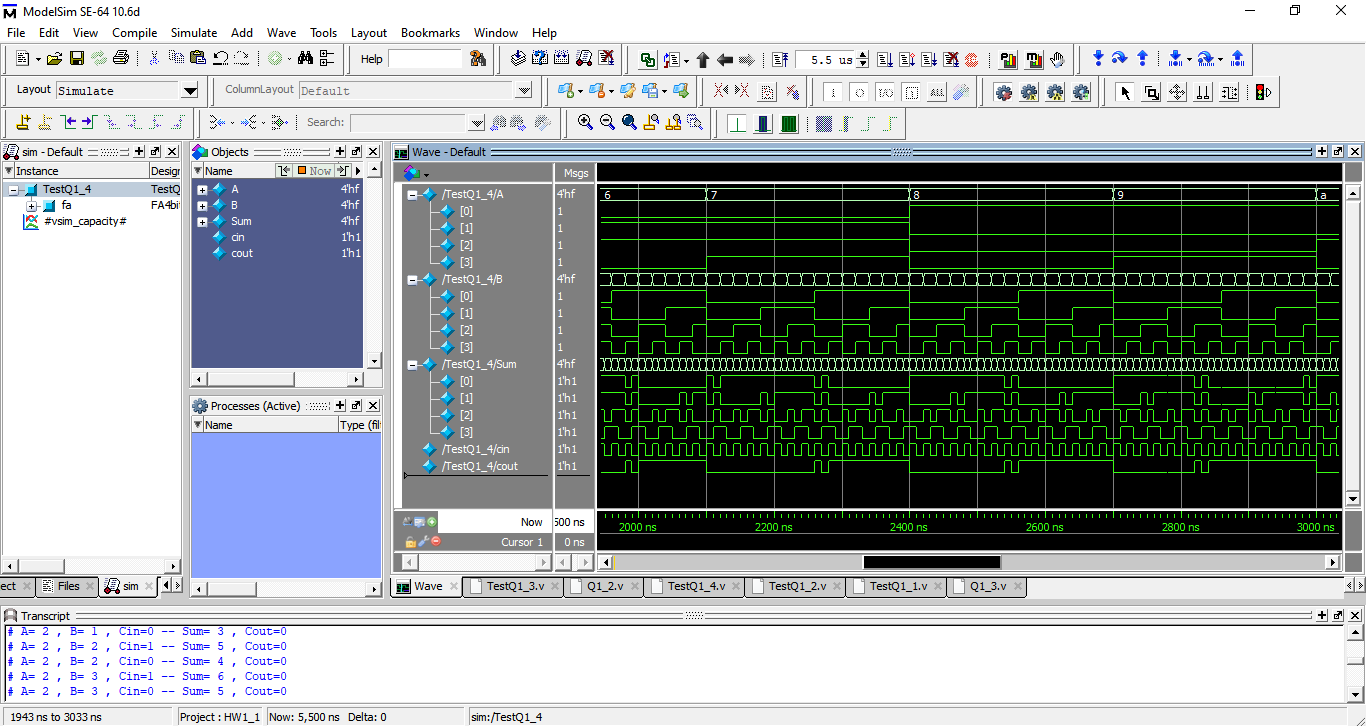 ModelSim SE-64 10.6d
File Edit View Compile Simulate Add Wave Tools Layout Bookmarks Window Help
Help 5.5 us
Layout Simulate ColumnLayout Default
Search:
sim - Default
Instance Design
TestQ1_4 TestQ
fa FA4bit
#vsim_capacity#
Objects
Name Now
A 4'hf
B 4'hf
Sum 4'hf
cin 1'h1
cout 1'h1
Processes (Active)
Name Type (filt
Wave - Default
Msgs
/TestQ1_4/A 4'hf 6 7 8 9 a
[0] 1
[1] 1
[2] 1
[3] 1
/TestQ1_4/B 4'hf
[0] 1
[1] 1
[2] 1
[3] 1
/TestQ1_4/Sum 4'hf
[0] 1'h1
[1] 1'h1
[2] 1'h1
[3] 1'h1
/TestQ1_4/cin 1'h1
/TestQ1_4/cout 1'h1
Now 500 ns 2000 ns 2200 ns 2400 ns 2600 ns 2800 ns 3000 ns
Cursor 1 0 ns
ect Files sim
Wave TestQ1_3.v Q1_2.v TestQ1_4.v TestQ1_2.v TestQ1_1.v Q1_3.v
Transcript
# A= 2 , B= 1 , Cin=0 -- Sum= 3 , Cout=0
# A= 2 , B= 2 , Cin=1 -- Sum= 5 , Cout=0
# A= 2 , B= 2 , Cin=0 -- Sum= 4 , Cout=0
# A= 2 , B= 3 , Cin=1 -- Sum= 6 , Cout=0
# A= 2 , B= 3 , Cin=0 -- Sum= 5 , Cout=0
1943 ns to 3033 ns Project : HW1_1 Now: 5,500 ns Delta: 0 sim:/TestQ1_4